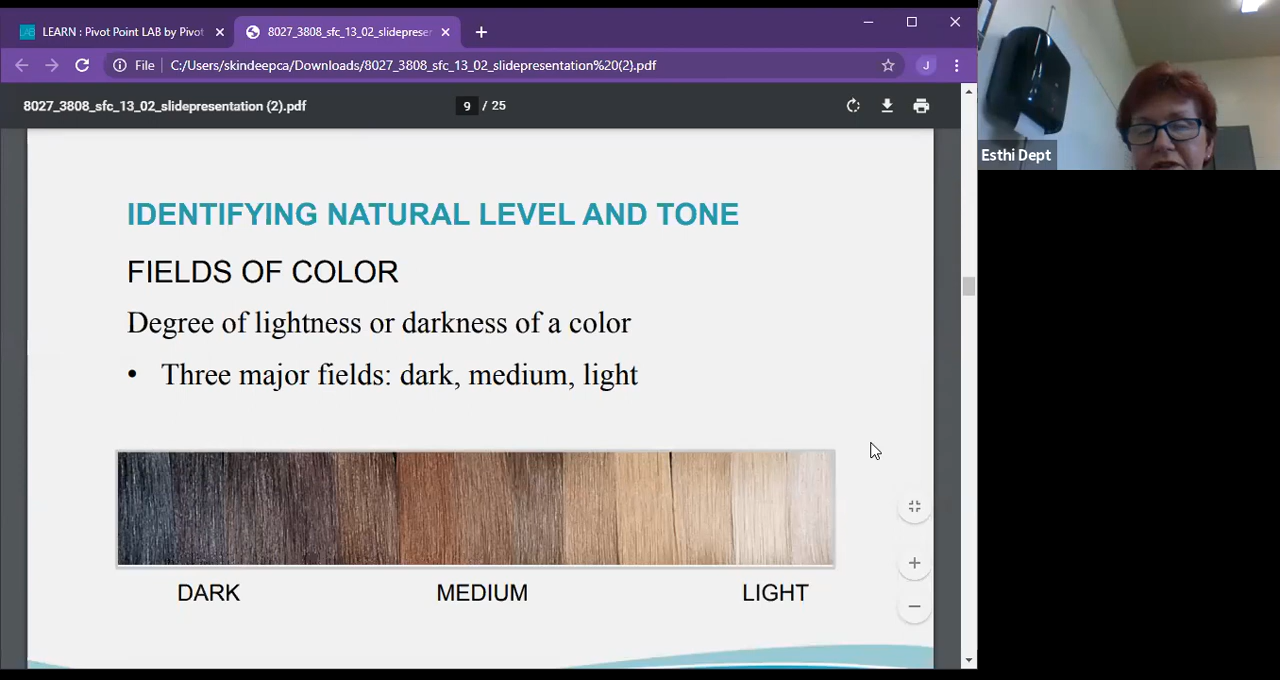 LEARN : Pivot Point LAB by Pivot
8027_3808_sfc_13_02_slidepreser
File
C:/Users/skindeepca/Downloads/8027_3808_sfc_13_02_slidepresentation%20(2).pdf
J
8027_3808_sfc_13_02_slidepresentation (2).pdf
9 / 25
Esthi Dept
IDENTIFYING NATURAL LEVEL AND TONE
FIELDS OF COLOR
Degree of lightness or darkness of a color
• Three major fields: dark, medium, light
DARK MEDIUM LIGHT